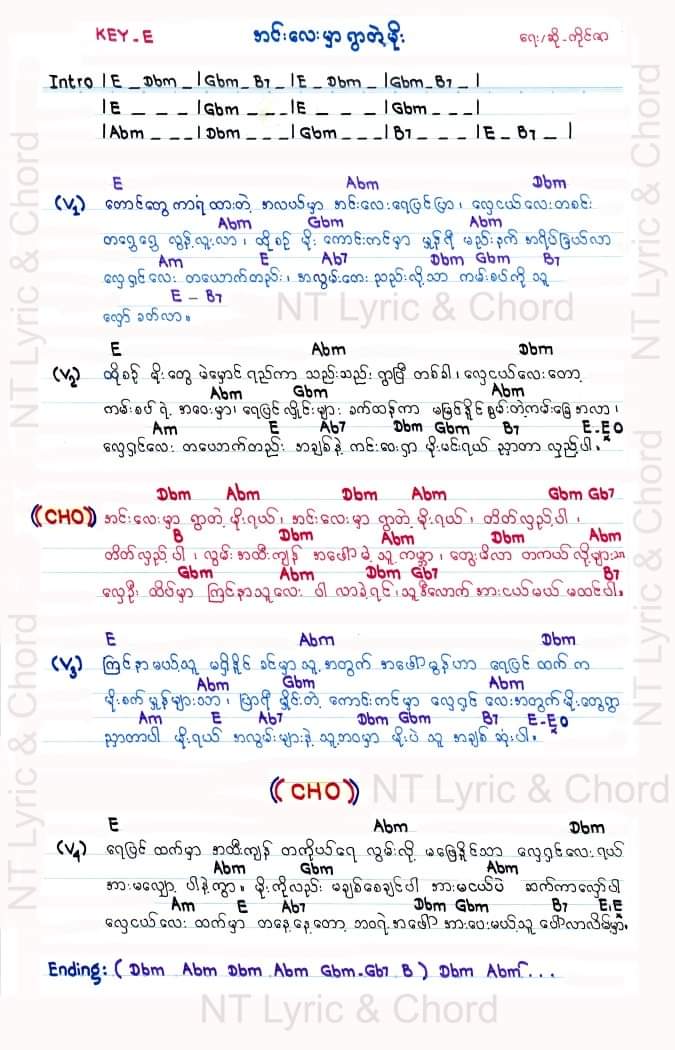 KEY-E အင်းလေးမှာ ရွာတဲ့မိုး ရေး/ဆို-ကိုင်ဇာ
Intro |E _ Dbm _|Gbm_B7_|E _ Dbm _|Gbm_B7_|
|E _ _ _|Gbm _ _ _|E _ _ _|Gbm _ _ _|
|Abm _ _ _|Dbm _ _ _|Gbm _ _ _|B7 _ _ _|E _ B7 _|
E Abm Dbm
(V1) တောင်တွေ ကာရံ ထားတဲ့ အလယ်မှာ အင်းလေးရေပြင်ပြာ ၊ လှေငယ်လေးတစင်း
Abm Gbm Abm
တရွေ့ရွေ့ လွန့်လူးလာ ၊ ထိုစဉ် မိုး ကောင်းကင်မှာ မှုန်ရီ မည်းနက် အရိပ်ခြယ်လာ
Am E Ab7 Dbm Gbm B7
လှေရှင်လေး တယောက်တည်း ၊ အလွမ်းတေး ညည်းလို့သာ ကမ်းစပ်ကို သူ
E - B7
လှော် ခတ်လာ။
E Abm Dbm
(V2) ထိုစဉ် မိုးတွေ မဲမှောင် ရည်ကာ သည်းသည်း ရွာပြီ တစ်ခါ ၊ လှေငယ်လေးတော့
Abm Gbm Abm
ကမ်းစပ် ရဲ့ အဝေးမှာ ၊ ရေပြင်လှိုင်းများ ခက်ထန်ကာ မမြင်နိုင်စွမ်းတဲ့ကမ်းခြေ အလာ ၊
Am E Ab7 Dbm Gbm B7 E-E0
လှေရှင်လေး တယောက်တည်း အချစ်နဲ့ ကင်းဝေးရာ မိုးမင်းရယ် ညှာတာ လှည့်ပါ ။
Dbm Abm Dbm Abm Gbm Gb7
((CHO)) အင်းလေးမှာ ရွာတဲ့ မိုးရယ် ၊ အင်းလေးမှာ ရွာတဲ့ မိုးရယ် ၊ တိတ်လှည့်ပါ ၊
B Dbm Abm Dbm Abm
တိတ်လှည့်ပါ ၊ လွမ်းအထီးကျန် အဖော်မဲ့ သူ့ကမ္ဘာ ၊ တွေးမိလာ တကယ်လို့များသာ
Gbm Abm Dbm Gb7 B7
လှေဦး ထိပ်မှာ ကြင်နာသူလေး ပါ လာခဲ့ရင် ၊ သူဒီလောက် အားငယ်မယ် မထင်ပါ။
E Abm Dbm
(V3) ကြင်နာမယ့်သူ မရှိနိုင် ခင်မှာ သူ့အတွက် အဖော်မွန်ဟာ ရေပြင် ထက်က
Abm Gbm Abm
မိုးစက်မှုန်များသာ ၊ ပြာရီ မှိုင်းတဲ့ ကောင်းကင်မှာ လှေရှင် လေးအတွက်မိုးတွေရွာ
Am E Ab7 Dbm Gbm B7 E-E0
ညှာတာပါ မိုးရယ် အလွမ်းများနဲ့ သူ့ဘဝမှာ မိုးပဲ သူ အချစ် ဆုံးပါ။
((CHO))
E Abm Dbm
(V4) ရေပြင်ထက်မှာ အထီးကျန် တကိုယ်ရေ လွမ်းလို့ မဖြေနိုင်သာ လှေရှင်လေးရယ်
Abm Gbm Abm
အားမလျှော့ ပါနဲ့ကွာ ။ မိုးကိုလည်း မချစ်စေချင်ပါ အားမငယ်ပဲ ဆက်ကာလှော်ပါ
Am E Ab7 Dbm Gbm B7 E,E
လှေငယ်လေး ထက်မှာ တနေ့နေ့တော့ ဘဝရဲ့ အဖော် အားပေးမယ့်သူ ပေါ်လာလိမ့်မှာ။
Ending: ( Dbm Abm Dbm Abm Gbm-Gb7 B ) Dbm Abm...
NT Lyric & Chord
NT Lyric & Chord
NT Lyric & Chord
NT Lyric & Chord
NT Lyric & Chord
NT Lyric & Chord
NT Lyric & Chord